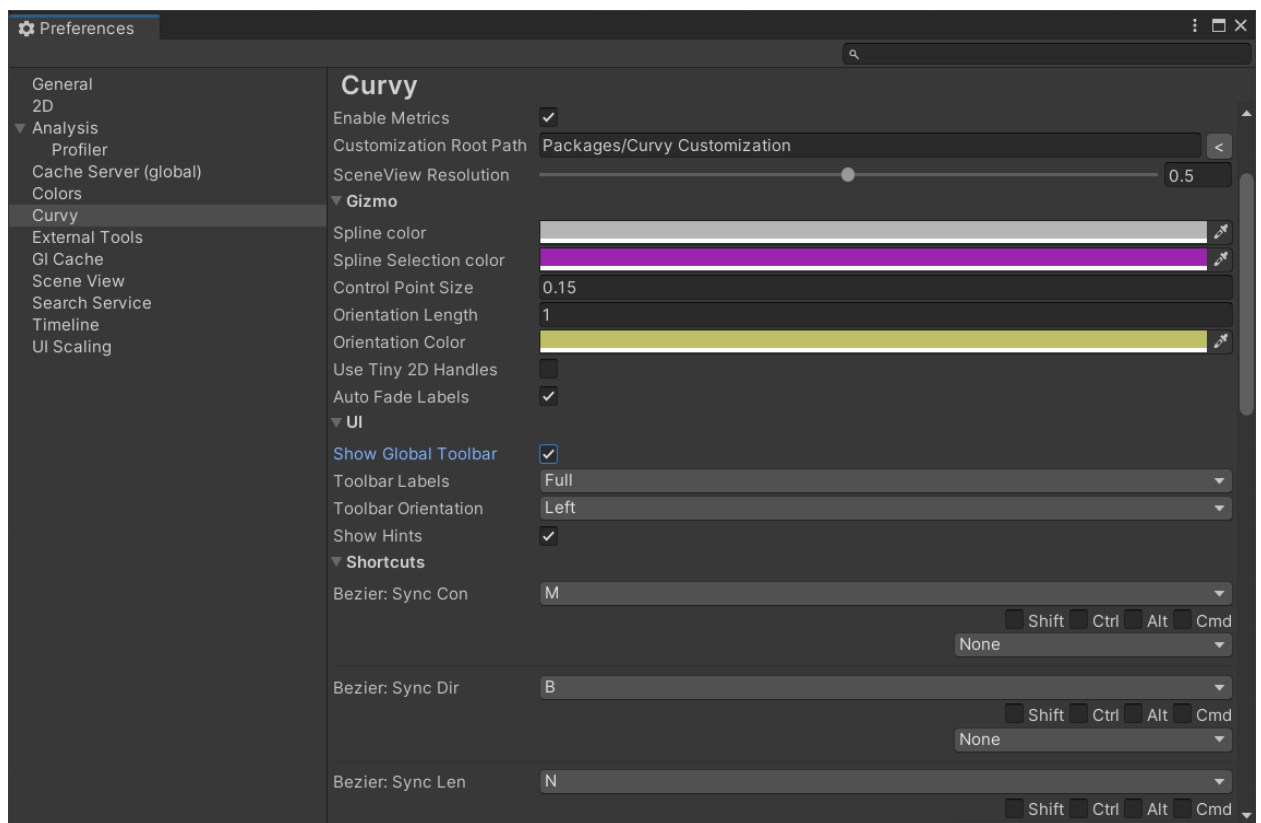 Preferences
General
2D
Analysis
Profiler
Cache Server (global)
Colors
Curvy
External Tools
GI Cache
Scene View
Search Service
Timeline
UI Scaling
Curvy
Enable Metrics
Customization Root Path Packages/Curvy Customization <
SceneView Resolution 0.5
Gizmo
Spline color
Spline Selection color
Control Point Size 0.15
Orientation Length 1
Orientation Color
Use Tiny 2D Handles
Auto Fade Labels
UI
Show Global Toolbar
Toolbar Labels Full
Toolbar Orientation Left
Show Hints
Shortcuts
Bezier: Sync Con M
Shift Ctrl Alt Cmd
None
Bezier: Sync Dir B
Shift Ctrl Alt Cmd
None
Bezier: Sync Len N
Shift Ctrl Alt Cmd